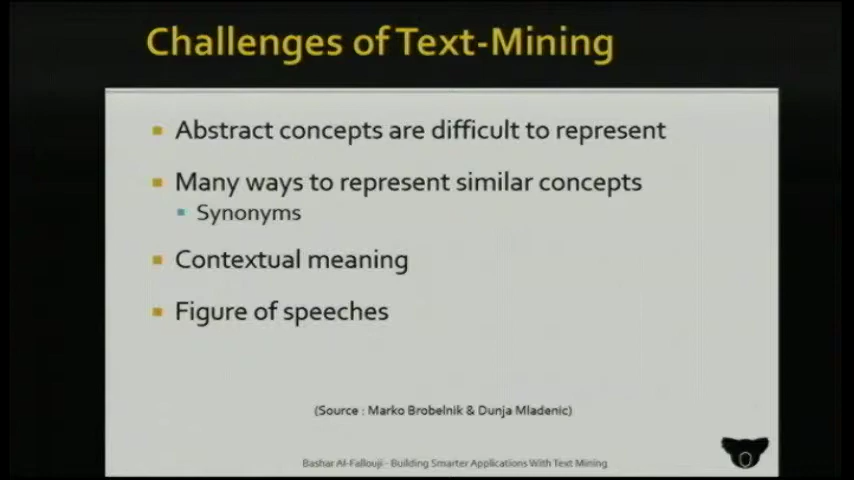 Challenges of Text-Mining
Abstract concepts are difficult to represent
Many ways to represent similar concepts
Synonyms
Contextual meaning
Figure of speeches
(Source : Marko Brobelnik & Dunja Mladenic)
Bashar Al-Fallouji - Building Smarter Applications With Text Mining